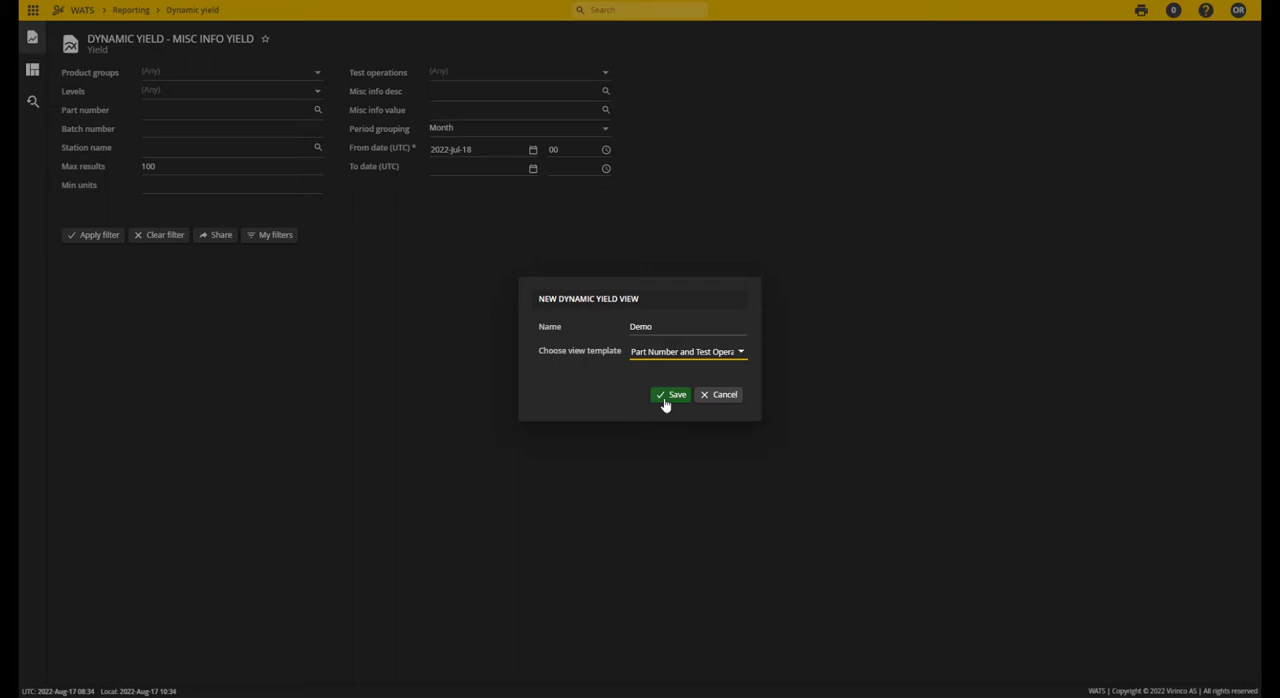 WATS > Reporting > Dynamic yield
Search
0
OR
DYNAMIC YIELD - MISC INFO YIELD
Yield
Product groups (Any)
Levels (Any)
Part number
Batch number
Station name
Max results 100
Min units
Test operations (Any)
Misc info desc
Misc info value
Period grouping Month
From date (UTC) * 2022-Jul-18 00
To date (UTC)
Apply filter Clear filter Share My filters
NEW DYNAMIC YIELD VIEW
Name Demo
Choose view template Part Number and Test Opera
Save Cancel
UTC: 2022-Aug-17 08:34 Local: 2022-Aug-17 10:34
WATS | Copyright © 2022 Virinco AS | All rights reserved